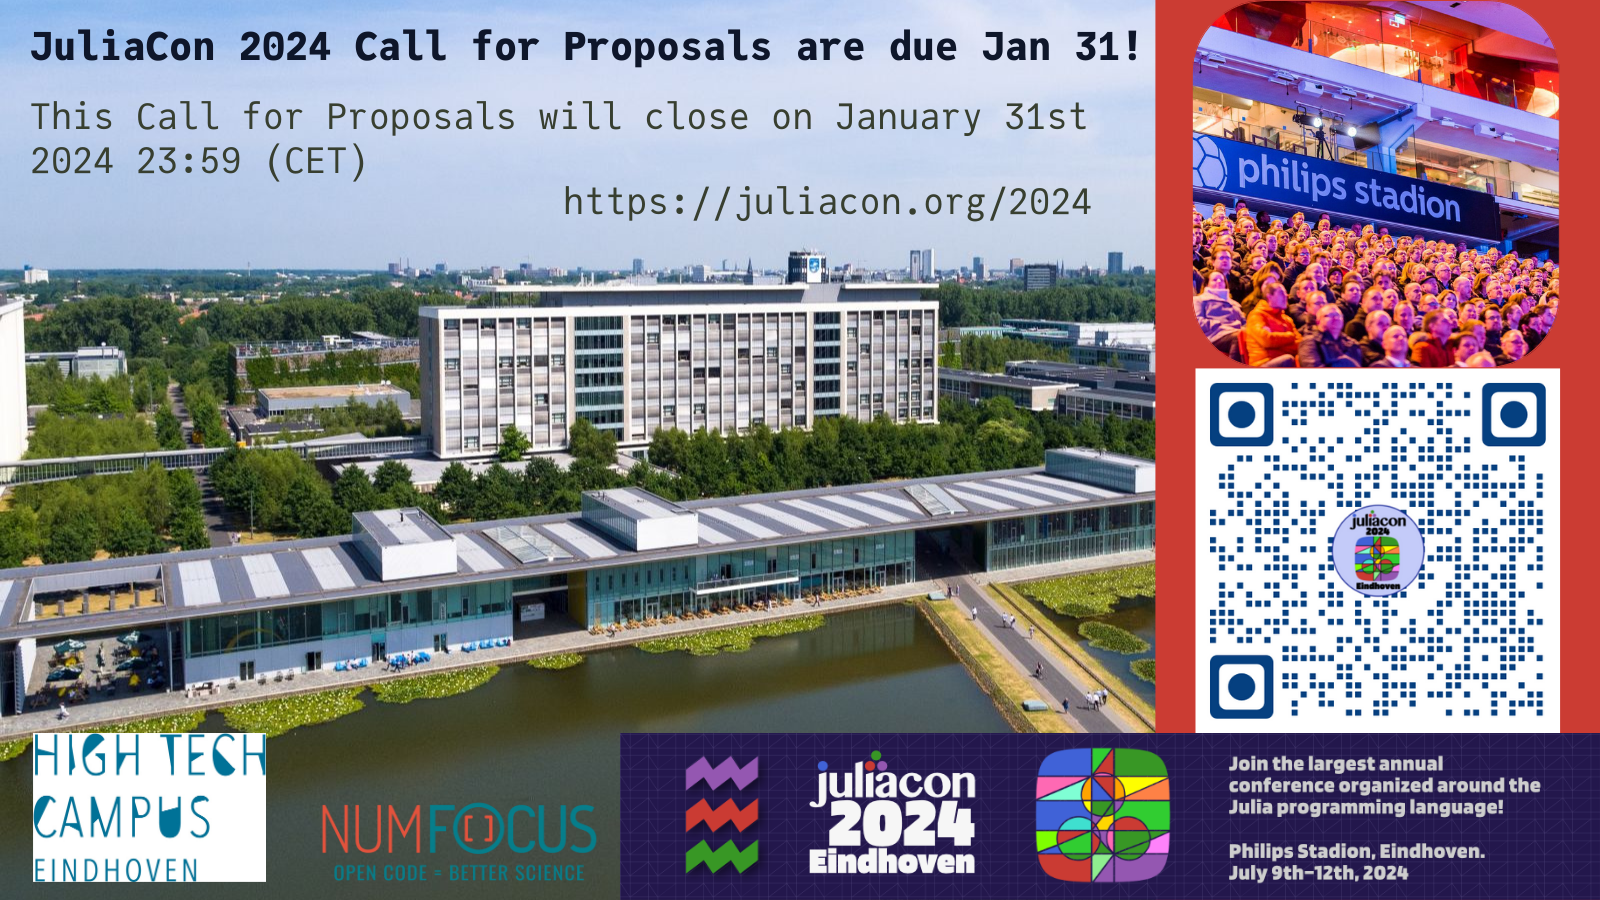 JuliaCon 2024 Call for Proposals are due Jan 31!
This Call for Proposals will close on January 31st
2024 23:59 (CET)
https://juliacon.org/2024
philips stadion
juliacon
2024
Eindhoven
HIGH TECH
CAMPUS
EINDHOVEN
NUMFOCUS
OPEN CODE = BETTER SCIENCE
juliacon
2024
Eindhoven
Join the largest annual
conference organized around the
Julia programming language!
Philips Stadion, Eindhoven.
July 9th–12th, 2024